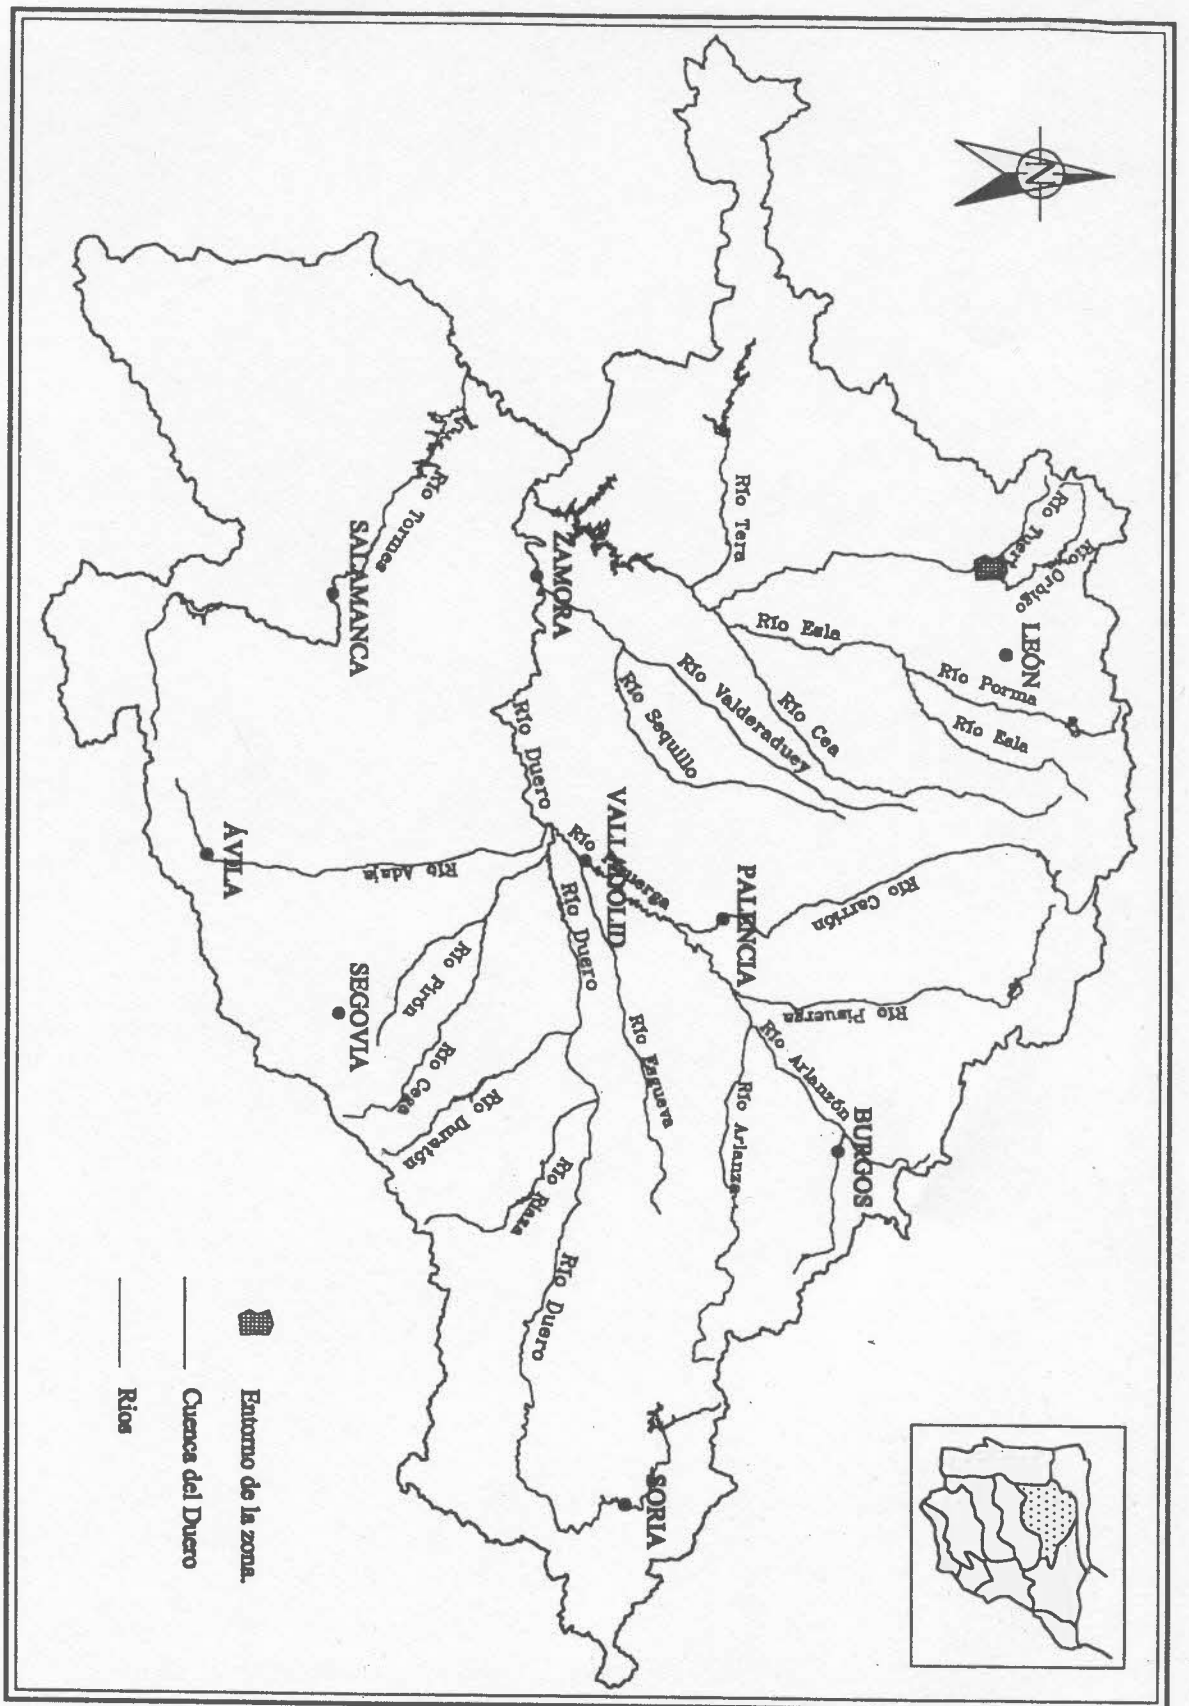 N
Río Tuert
Río Orbigo
LEÓN
Río Tera
Río Esla
Río Porma
Río Esla
Río Cea
Río Valderaduey
Río Sequillo
ZAMORA
Río Tormes
SALAMANCA
Río Duero
VALLADOLID
Río
PALENCIA
Río Carrión
Río Pisuerga
Río Arlanzón
BURGOS
Río Arlanza
Río Esgueva
Río Duero
Río Adaja
ÁVILA
Río Pirón
SEGOVIA
Río Cega
Río Duratón
Río Riaza
Río Duero
SORIA
Entorno de la zona.
Cuenca del Duero
Rios